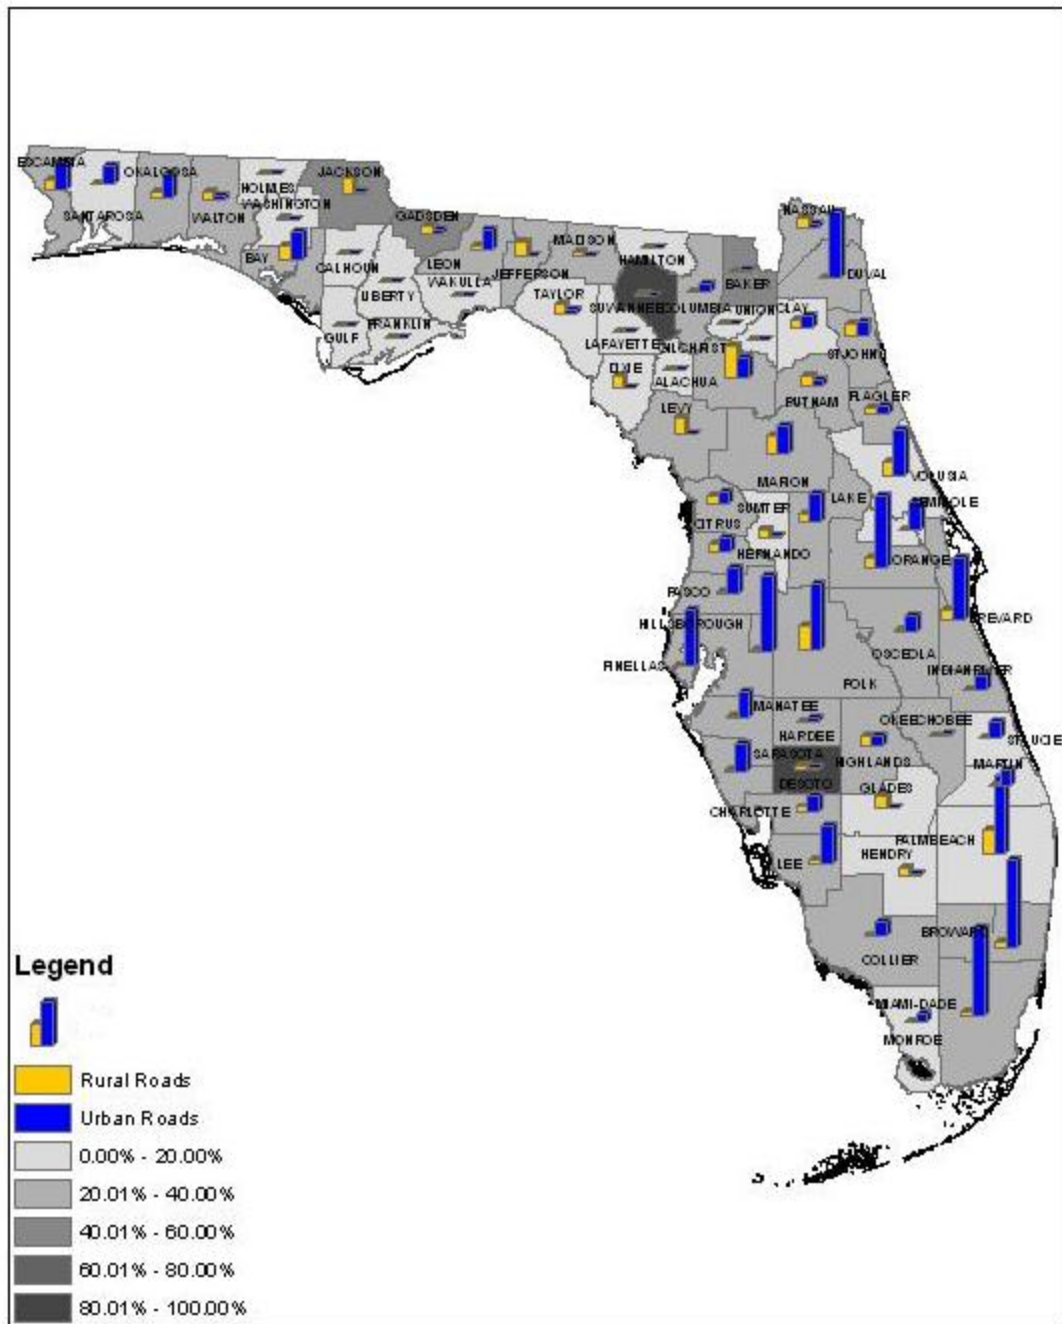 ESCAMBIA
OKALOOSA
SANTAROSA
WALTON
HOLMES
WASHINGTON
JACKSON
BAY
CALHOUN
GULF
GADSDEN
LIBERTY
FRANKLIN
LEON
WAKULLA
JEFFERSON
MADISON
TAYLOR
HAMILTON
SUWANNEE
COLUMBIA
LAFAYETTE
DIXIE
GILCHRIST
ALACHUA
LEVY
BAKER
UNION
NASSAU
DUVAL
CLAY
ST JOHNS
PUTNAM
FLAGLER
MARION
VOLUSIA
LAKE
SEMINOLE
CITRUS
SUMTER
HERNANDO
ORANGE
PASCO
HILLSBOROUGH
PINELLAS
BREVARD
OSCEOLA
INDIAN RIVER
POLK
MANATEE
HARDEE
OKEECHOBEE
ST LUCIE
SARASOTA
HIGHLANDS
DESOTO
MARTIN
GLADES
CHARLOTTE
LEE
HENDRY
PALMBEACH
BROWARD
COLLIER
MIAMI-DADE
MONROE
Legend
Rural Roads
Urban Roads
0.00% - 20.00%
20.01% - 40.00%
40.01% - 60.00%
60.01% - 80.00%
80.01% - 100.00%